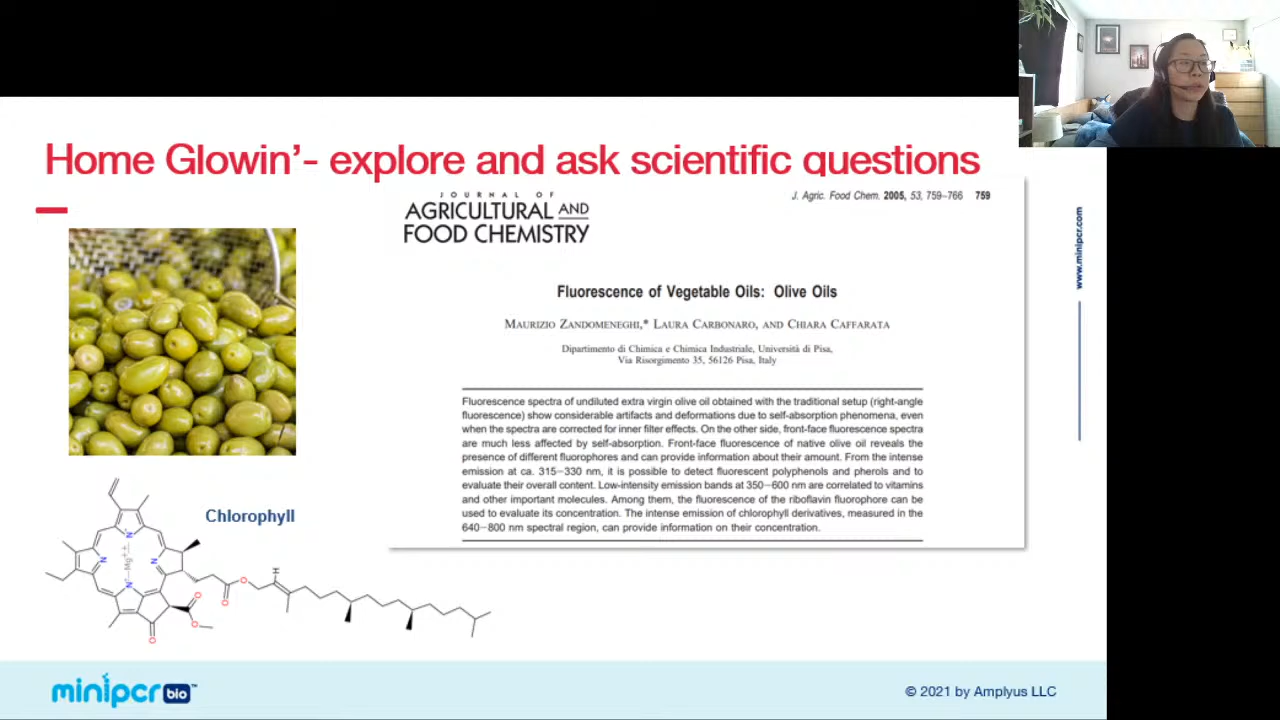 Home Glowin’- explore and ask scientific questions
JOURNAL OF
AGRICULTURAL AND
FOOD CHEMISTRY
J. Agric. Food Chem. 2005, 53, 759−766 759
Fluorescence of Vegetable Oils: Olive Oils
MAURIZIO ZANDOMENEGHI,* LAURA CARBONARO, AND CHIARA CAFFARATA
Dipartimento di Chimica e Chimica Industriale, Università di Pisa,
Via Risorgimento 35, 56126 Pisa, Italy
Fluorescence spectra of undiluted extra virgin olive oil obtained with the traditional setup (right-angle
fluorescence) show considerable artifacts and deformations due to self-absorption phenomena, even
when the spectra are corrected for inner filter effects. On the other side, front-face fluorescence spectra
are much less affected by self-absorption. Front-face fluorescence of native olive oil reveals the
presence of different fluorophores and can provide information about their amount. From the intense
emission at ca. 315−330 nm, it is possible to detect fluorescent polyphenols and pherols and to
evaluate their overall content. Low-intensity emission bands at 350−600 nm are correlated to vitamins
and other important molecules. Among them, the fluorescence of the riboflavin fluorophore can be
used to evaluate its concentration. The intense emission of chlorophyll derivatives, measured in the
640−800 nm spectral region, can provide information on their concentration.
www.minipcr.com
Chlorophyll
N
N
N
N
Mg++
H
O
O
O
O
O
minipcr bio™
© 2021 by Amplyus LLC